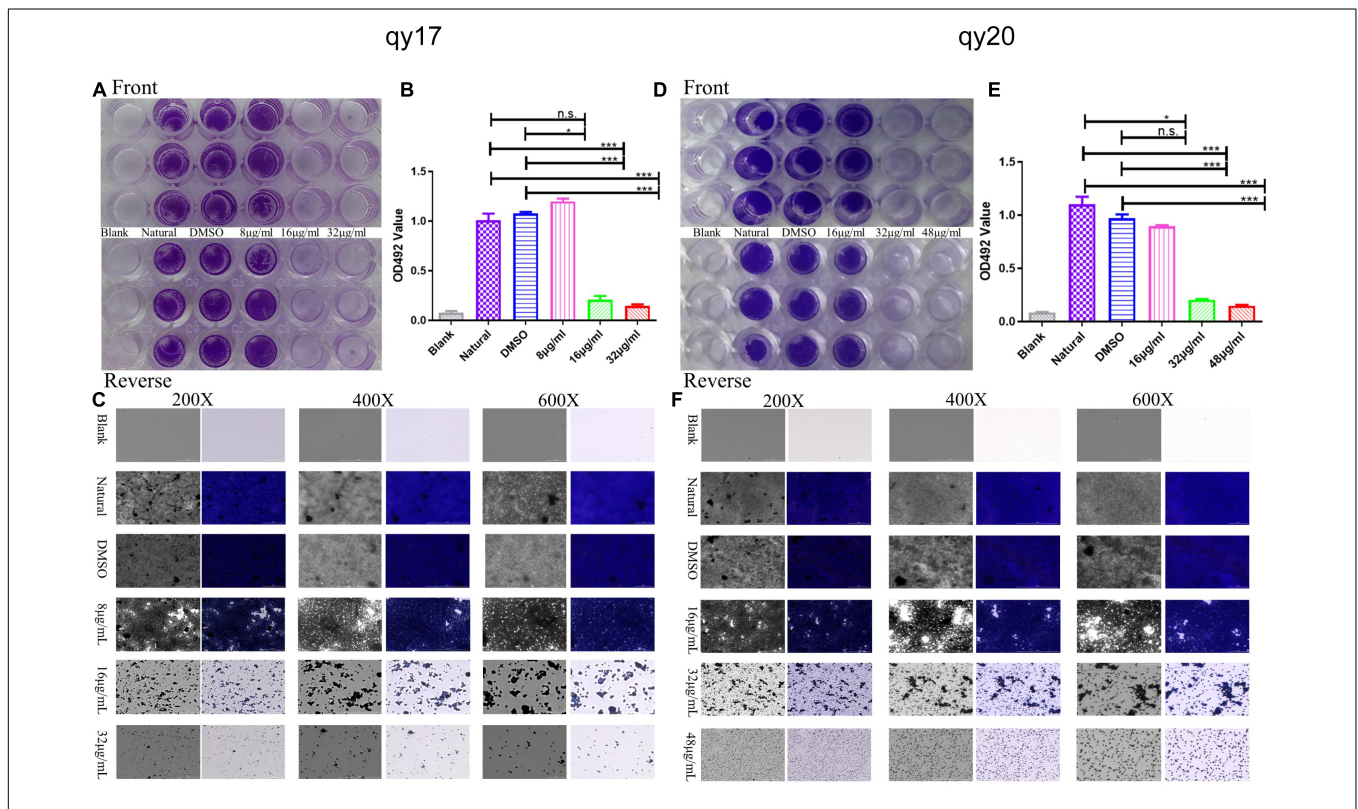 qy17
qy20
A Front
Blank Natural DMSO 8μg/ml 16μg/ml 32μg/ml
Reverse
B
n.s.
*
***
***
***
***
1.5
1.0
0.5
0.0
OD492 Value
Blank
Natural
DMSO
8μg/ml
16μg/ml
32μg/ml
D Front
Blank Natural DMSO 16μg/ml 32μg/ml 48μg/ml
Reverse
E
*
n.s.
***
***
***
***
1.5
1.0
0.5
0.0
OD492 Value
Blank
Natural
DMSO
16μg/ml
32μg/ml
48μg/ml
C 200X 400X 600X
Blank
Natural
DMSO
8μg/mL
16μg/mL
32μg/mL
F 200X 400X 600X
Blank
Natural
DMSO
16μg/mL
32μg/mL
48μg/mL